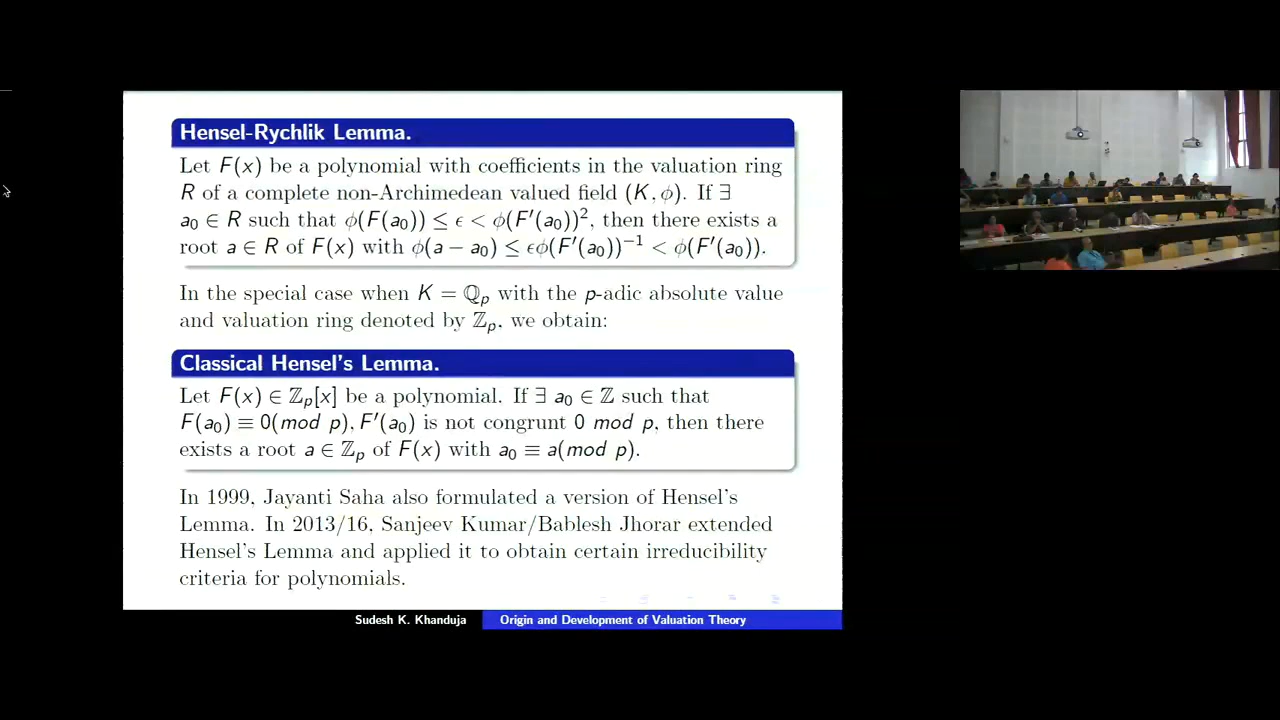 Hensel-Rychlik Lemma.
Let F(x) be a polynomial with coefficients in the valuation ring
R of a complete non-Archimedean valued field (K, ϕ). If ∃
a₀ ∈ R such that ϕ(F(a₀)) ≤ ϵ < ϕ(F′(a₀))², then there exists a
root a ∈ R of F(x) with ϕ(a − a₀) ≤ ϵϕ(F′(a₀))⁻¹ < ϕ(F′(a₀)).
In the special case when K = ℚₚ with the p-adic absolute value
and valuation ring denoted by ℤₚ, we obtain:
Classical Hensel's Lemma.
Let F(x) ∈ ℤₚ[x] be a polynomial. If ∃ a₀ ∈ ℤ such that
F(a₀) ≡ 0(mod p), F′(a₀) is not congrunt 0 mod p, then there
exists a root a ∈ ℤₚ of F(x) with a₀ ≡ a(mod p).
In 1999, Jayanti Saha also formulated a version of Hensel's
Lemma. In 2013/16, Sanjeev Kumar/Bablesh Jhorar extended
Hensel's Lemma and applied it to obtain certain irreducibility
criteria for polynomials.
Sudesh K. Khanduja Origin and Development of Valuation Theory